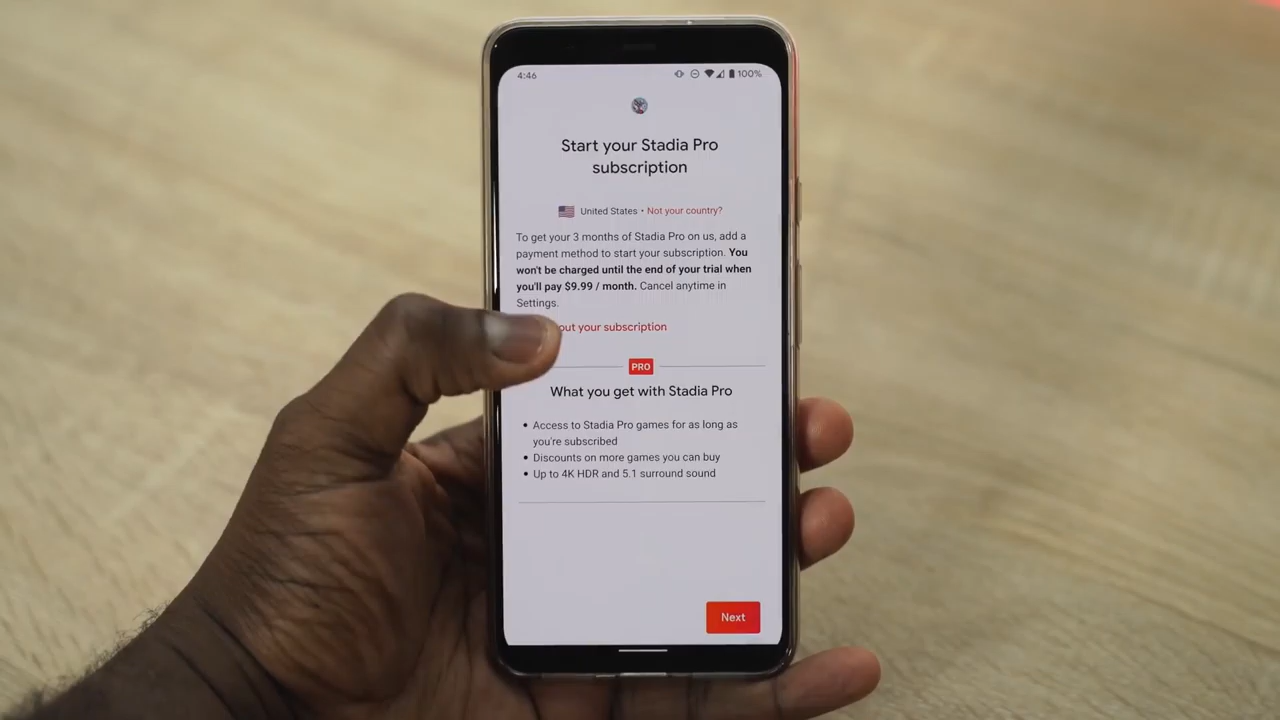 4:46
100%
Start your Stadia Pro
subscription
United States • Not your country?
To get your 3 months of Stadia Pro on us, add a
payment method to start your subscription. You
won't be charged until the end of your trial when
you'll pay $9.99 / month. Cancel anytime in
Settings.
your subscription
PRO
What you get with Stadia Pro
• Access to Stadia Pro games for as long as
you're subscribed
• Discounts on more games you can buy
• Up to 4K HDR and 5.1 surround sound
Next